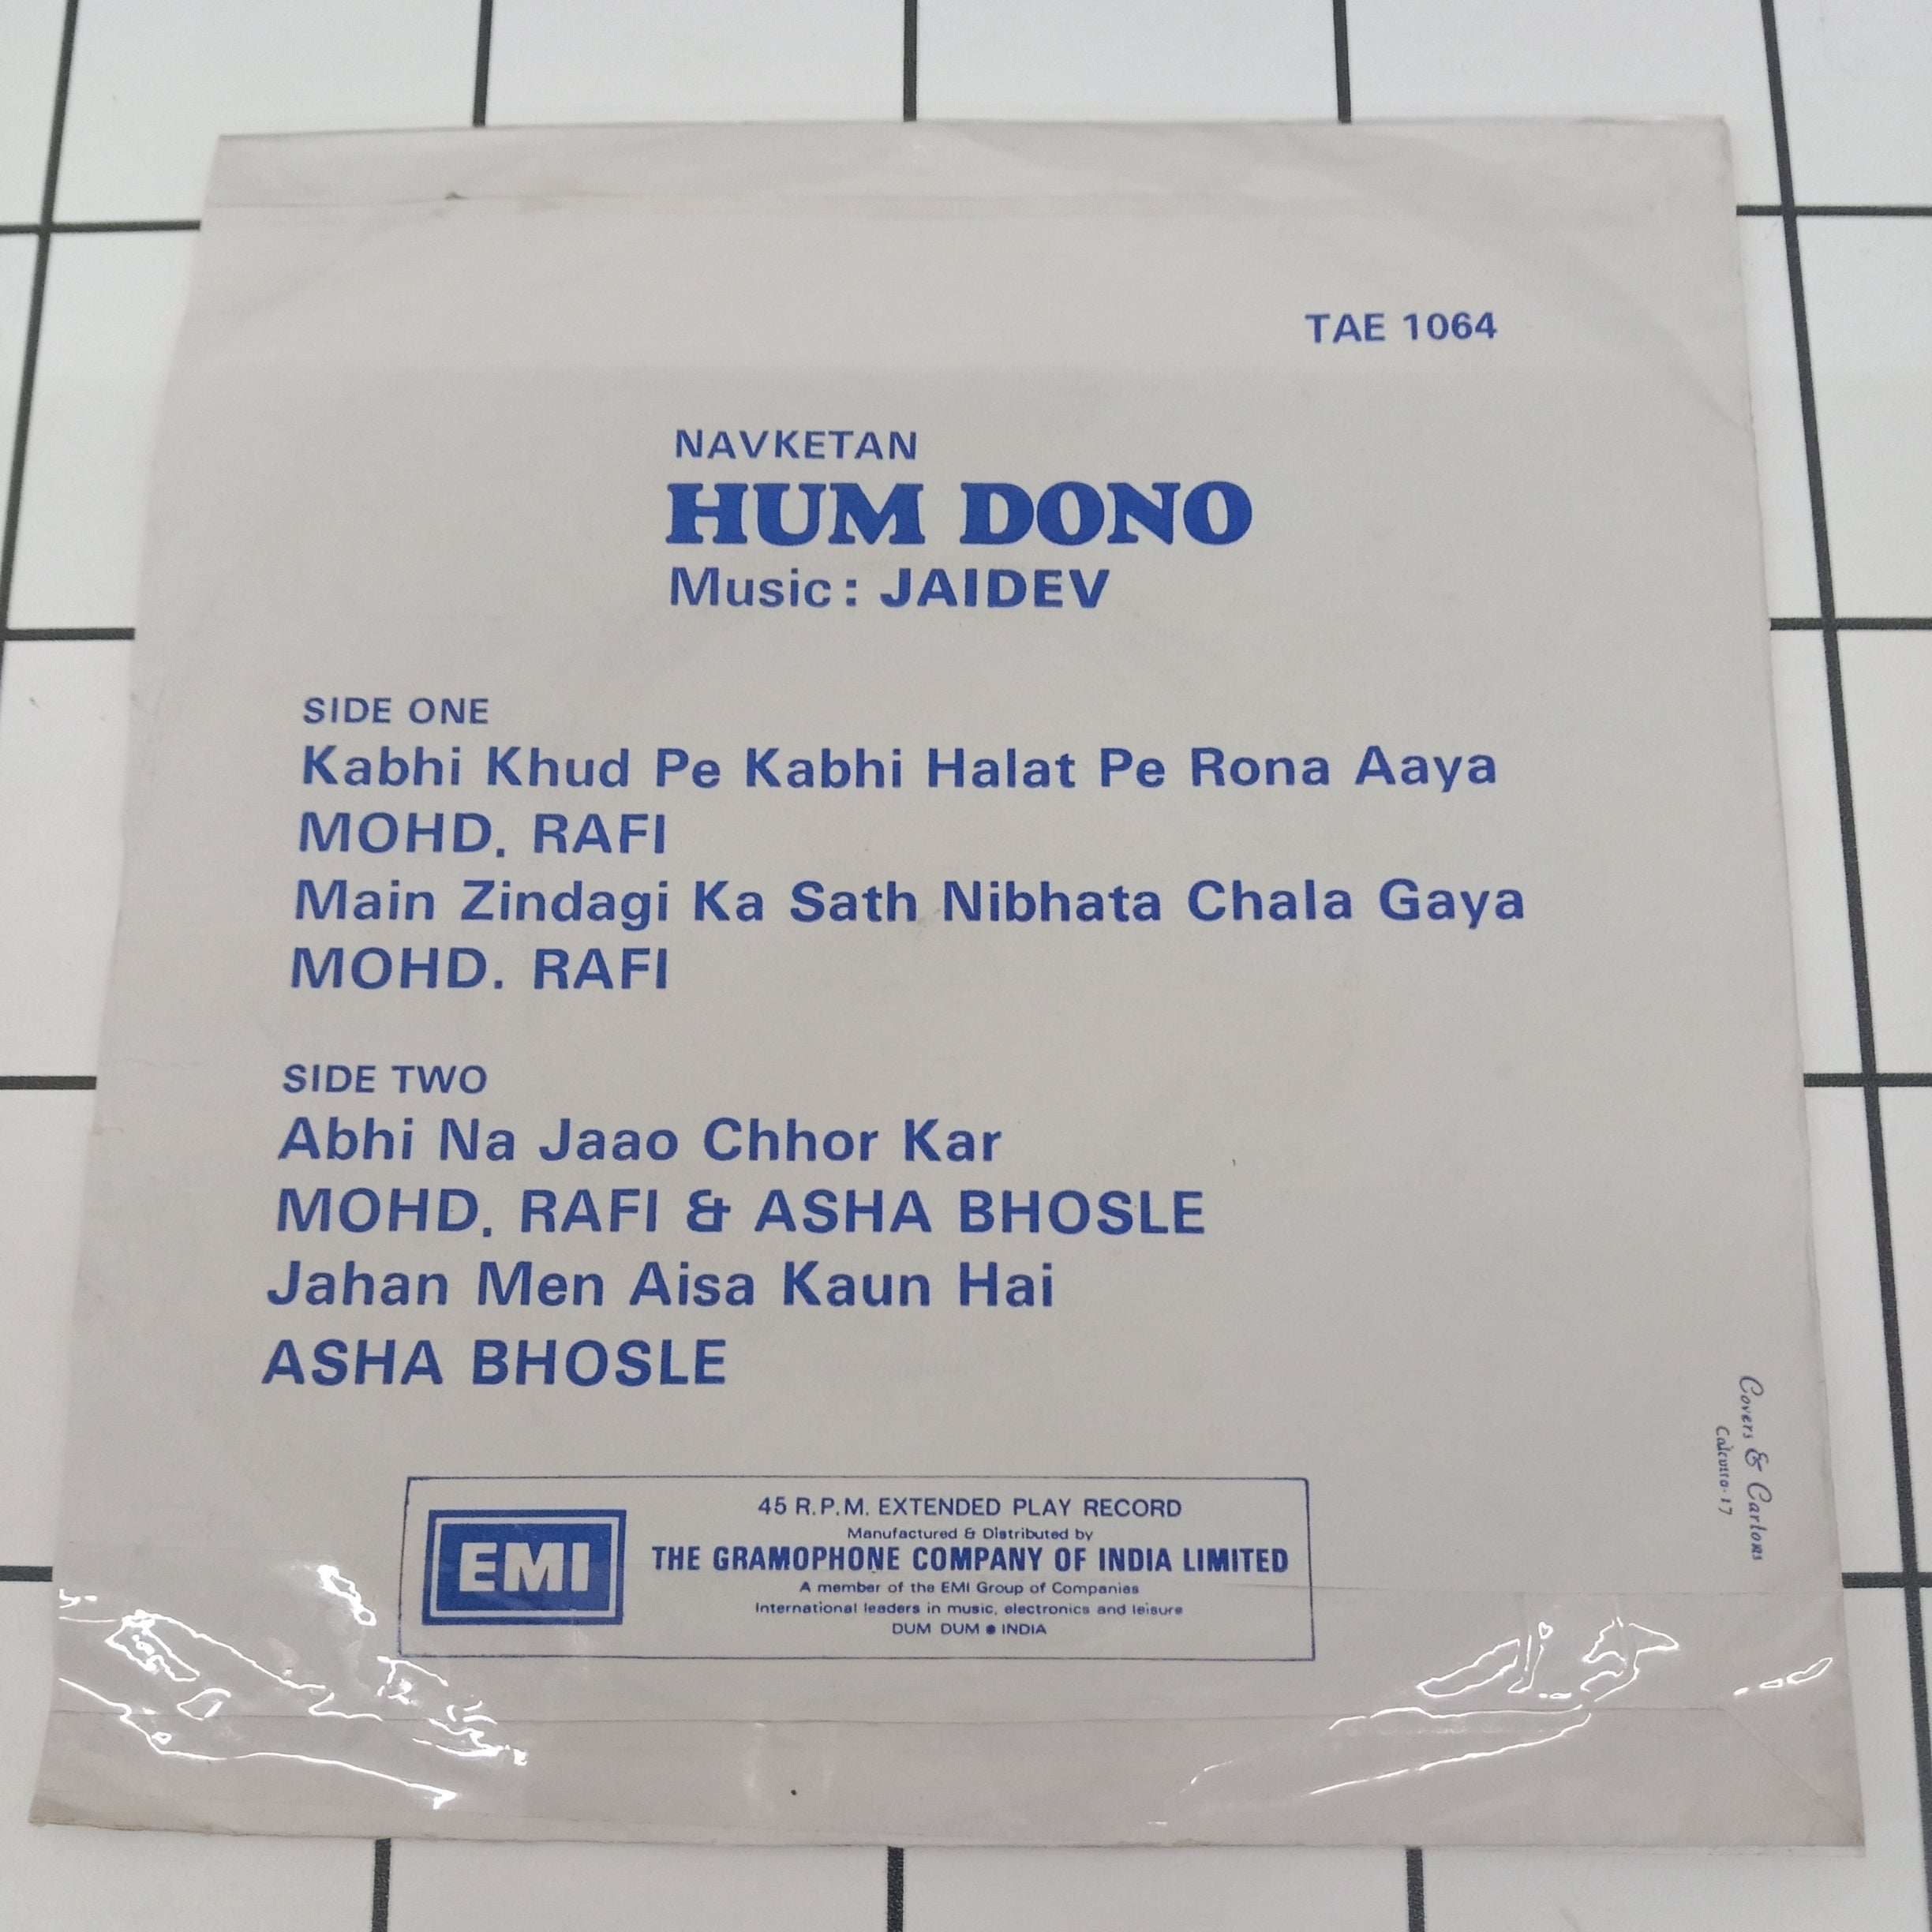 TAE 1064
NAVKETAN
HUM DONO
Music: JAIDEV
SIDE ONE
Kabhi Khud Pe Kabhi Halat Pe Rona Aaya
MOHD. RAFI
Main Zindagi Ka Sath Nibhata Chala Gaya
MOHD. RAFI
SIDE TWO
Abhi Na Jaao Chhor Kar
MOHD. RAFI & ASHA BHOSLE
Jahan Men Aisa Kaun Hai
ASHA BHOSLE
EMI
45 R.P.M. EXTENDED PLAY RECORD
Manufactured & Distributed by
THE GRAMOPHONE COMPANY OF INDIA LIMITED
A member of the EMI Group of Companies
International leaders in music, electronics and leisure
DUM DUM ● INDIA
Covers & Cartons
Calcutta-17